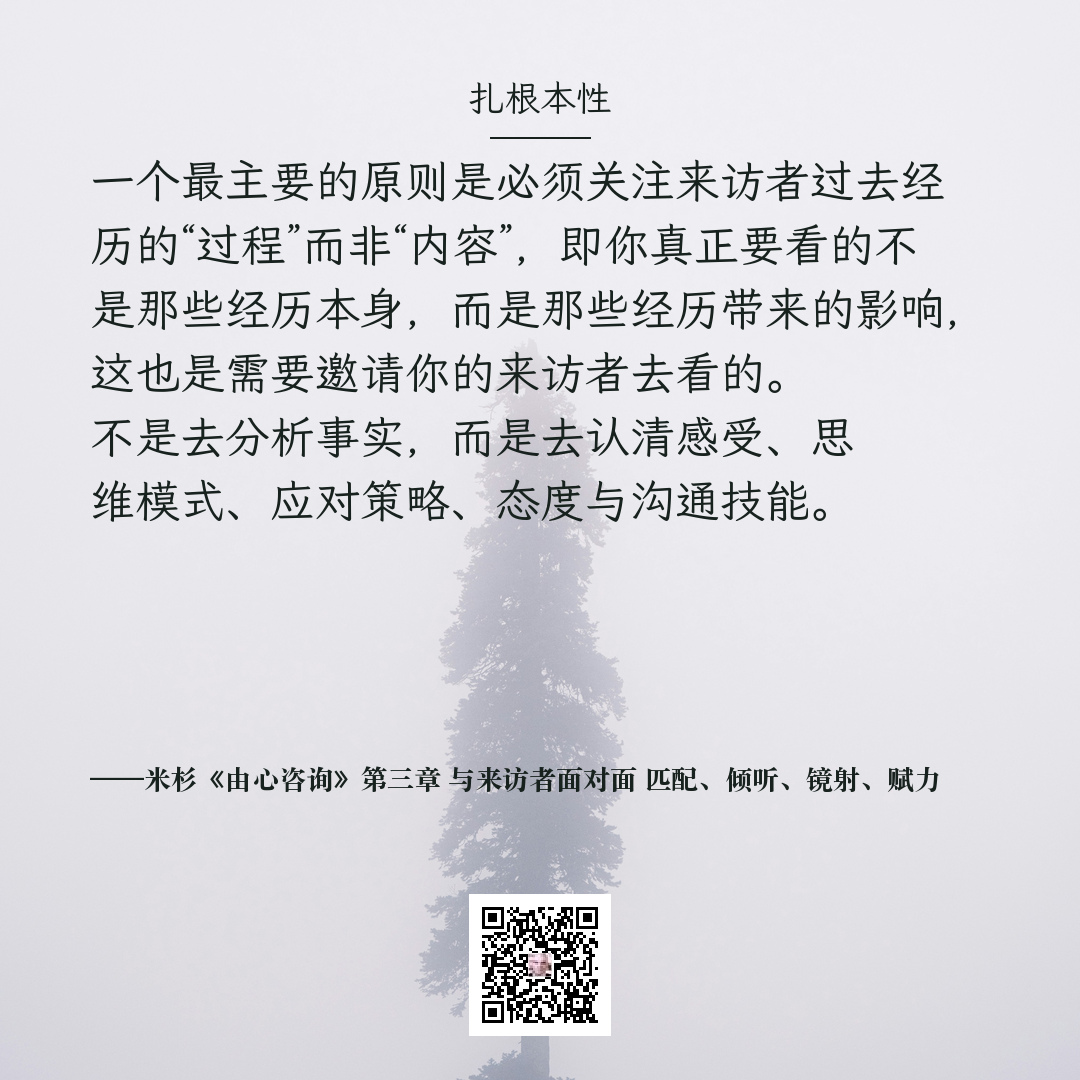 扎根本性
一个最主要的原则是必须关注来访者过去经
历的“过程”而非“内容”，即你真正要看的不
是那些经历本身，而是那些经历带来的影响，
这也是需要邀请你的来访者去看的。
不是去分析事实，而是去认清感受、思
维模式、应对策略、态度与沟通技能。
——米杉《由心咨询》第三章 与来访者面对面 匹配、倾听、镜射、赋力